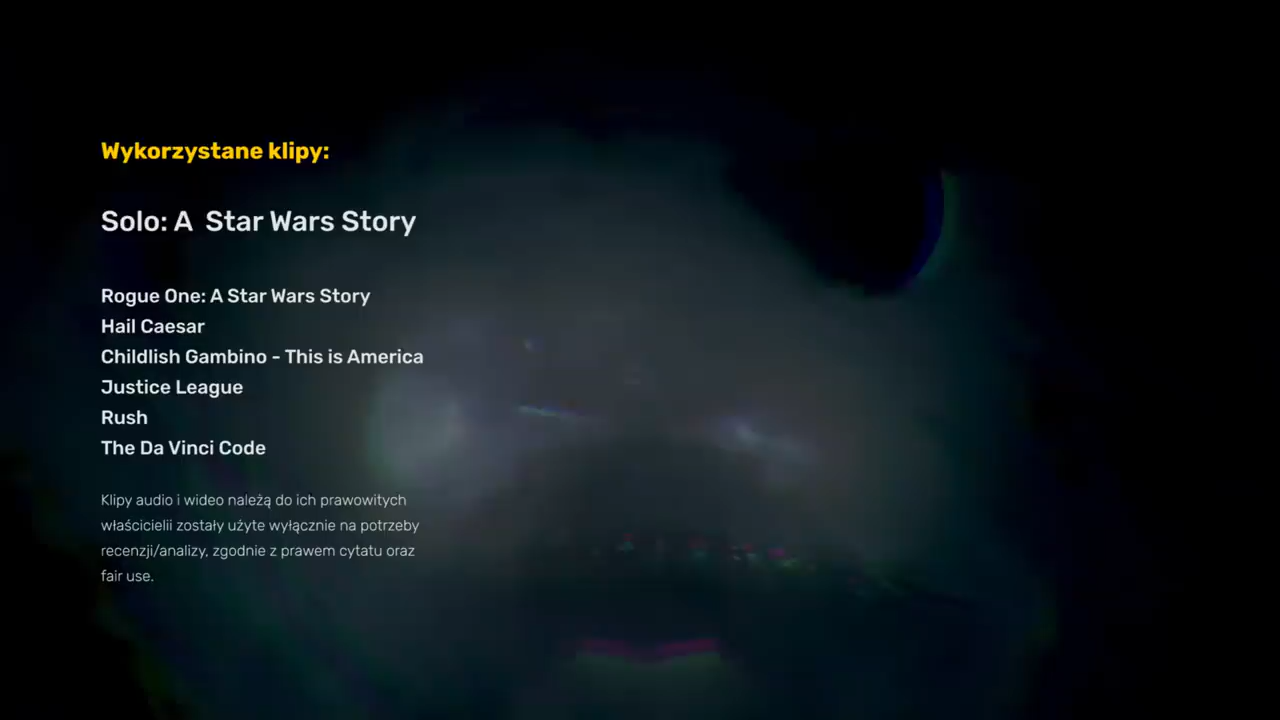 Wykorzystane klipy:
Solo: A Star Wars Story
Rogue One: A Star Wars Story
Hail Caesar
Childlish Gambino - This is America
Justice League
Rush
The Da Vinci Code
Klipy audio i wideo należą do ich prawowitych
właścicielii zostały użyte wyłącznie na potrzeby
recenzji/analizy, zgodnie z prawem cytatu oraz
fair use.